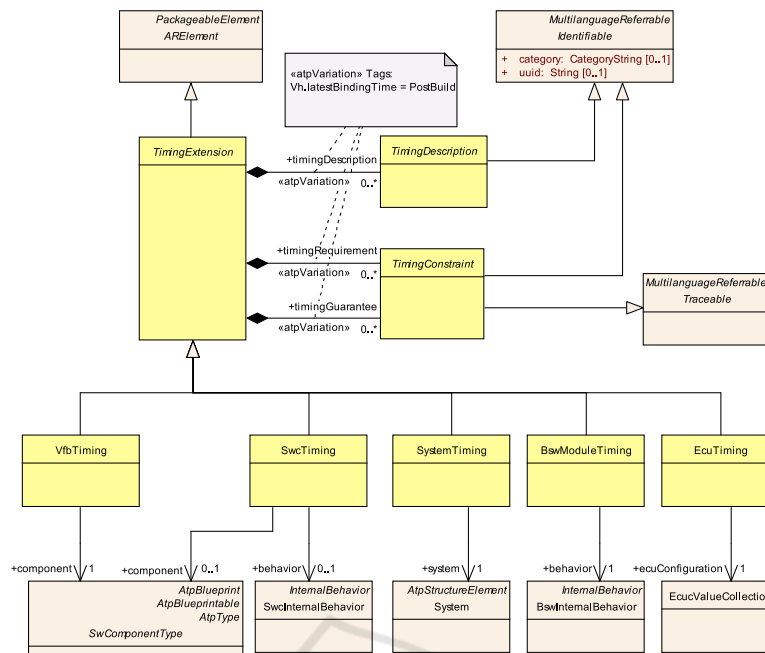 PackageableElement
ARElement
«atpVariation» Tags:
Vh.latestBindingTime = PostBuild
MultilanguageReferrable
Identifiable
+ category: CategoryString [0..1]
+ uuid: String [0..1]
TimingExtension
+timingDescription
«atpVariation» 0..*
TimingDescription
+timingRequirement
«atpVariation» 0..*
TimingConstraint
+timingGuarantee
«atpVariation» 0..*
MultilanguageReferrable
Traceable
VfbTiming
SwcTiming
SystemTiming
BswModuleTiming
EcuTiming
+component 1
+component 0..1
+behavior 0..1
+system 1
+behavior 1
+ecuConfiguration 1
AtpBlueprint
AtpBlueprintable
AtpType
SwComponentType
InternalBehavior
SwcInternalBehavior
AtpStructureElement
System
InternalBehavior
BswInternalBehavior
EcucValueCollection